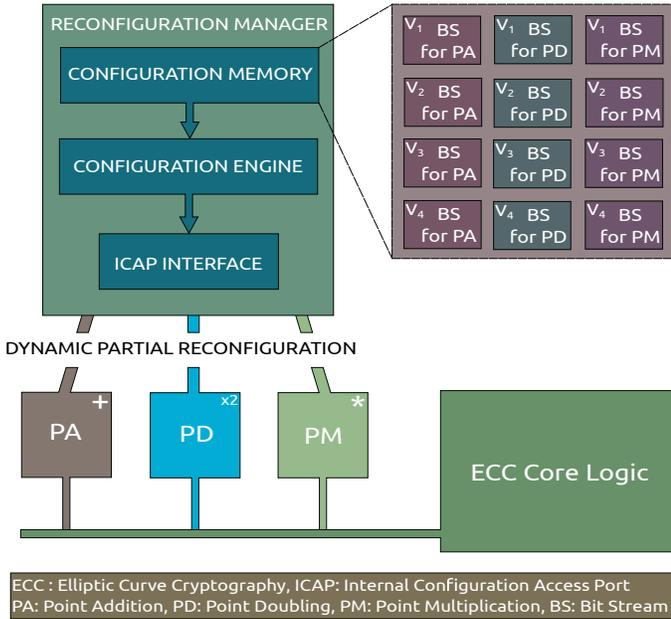 RECONFIGURATION MANAGER
CONFIGURATION MEMORY
CONFIGURATION ENGINE
ICAP INTERFACE
V1 BS for PA
V1 BS for PD
V1 BS for PM
V2 BS for PA
V2 BS for PD
V2 BS for PM
V3 BS for PA
V3 BS for PD
V3 BS for PM
V4 BS for PA
V4 BS for PD
V4 BS for PM
DYNAMIC PARTIAL RECONFIGURATION
PA +
PD x2
PM *
ECC Core Logic
ECC : Elliptic Curve Cryptography, ICAP: Internal Configuration Access Port
PA: Point Addition, PD: Point Doubling, PM: Point Multiplication, BS: Bit Stream